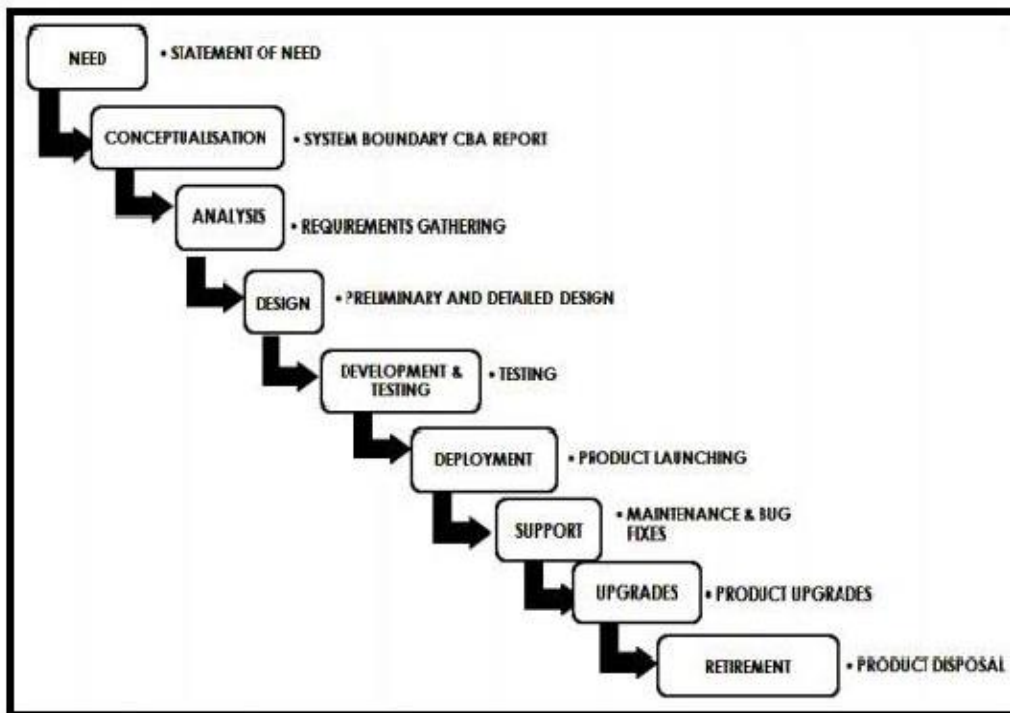 NEED
• STATEMENT OF NEED
CONCEPTUALISATION
• SYSTEM BOUNDARY CBA REPORT
ANALYSIS
• REQUIREMENTS GATHERING
DESIGN
• PRELIMINARY AND DETAILED DESIGN
DEVELOPMENT &
TESTING
• TESTING
DEPLOYMENT
• PRODUCT LAUNCHING
SUPPORT
• MAINTENANCE & BUG
FIXES
UPGRADES
• PRODUCT UPGRADES
RETIREMENT
• PRODUCT DISPOSAL